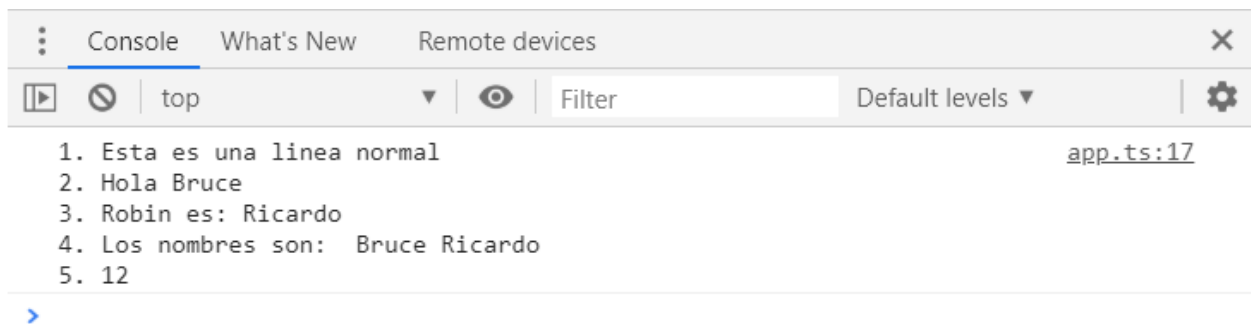 Console What's New Remote devices
top Filter Default levels
1. Esta es una linea normal app.ts:17
2. Hola Bruce
3. Robin es: Ricardo
4. Los nombres son:  Bruce Ricardo
5. 12